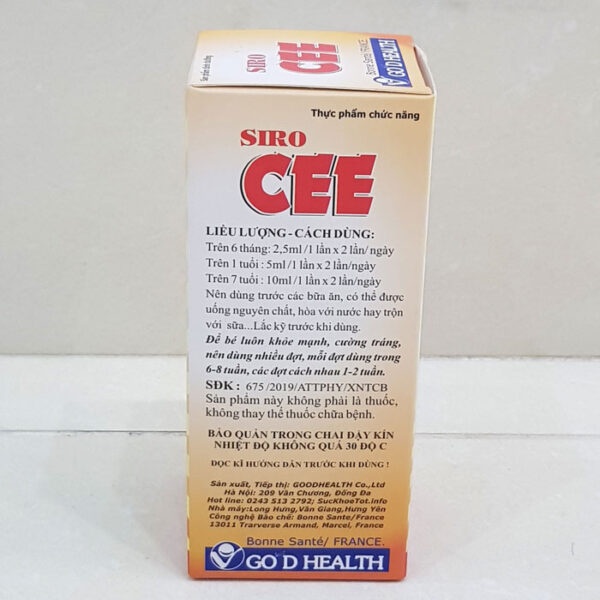 SIRO
CEE
Bonne Santé/ FRANCE.
GO D HEALTH
Thực phẩm chức năng
SIRO
CEE
LIỀU LƯỢNG - CÁCH DÙNG:
Trên 6 tháng: 2,5ml /1 lần x 2 lần/ ngày
Trên 1 tuổi : 5ml /1 lần x 2 lần/ngày
Trên 7 tuổi : 10ml /1 lần x 2 lần/ngày
Nên dùng trước các bữa ăn, có thể được
uống nguyên chất, hòa với nước hay trộn
với sữa...Lắc kỹ trước khi dùng.
Để bé luôn khỏe mạnh, cường tráng,
nên dùng nhiều đợt, mỗi đợt dùng trong
6-8 tuần, các đợt cách nhau 1-2 tuần.
SĐK : 675 /2019/ATTPHY/XNTCB
Sản phẩm này không phải là thuốc,
không thay thế thuốc chữa bệnh.
BẢO QUẢN TRONG CHAI ĐẬY KÍN
NHIỆT ĐỘ KHÔNG QUÁ 30 ĐỘ C
ĐỌC KĨ HƯỚNG DẪN TRƯỚC KHI DÙNG !
Sản xuất, Tiếp thị: GOODHEALTH Co.,Ltd
Hà Nội: 209 Văn Chương, Đống Đa
Hot line: 0243 513 2792; SucKhoeTot.info
Nhà máy:Long Hưng,Văn Giang,Hưng Yên
Công nghệ Bào chế: Bonne Sante/France
13011 Trarverse Armand, Marcel, France
Bonne Santé/ FRANCE.
GO D HEALTH